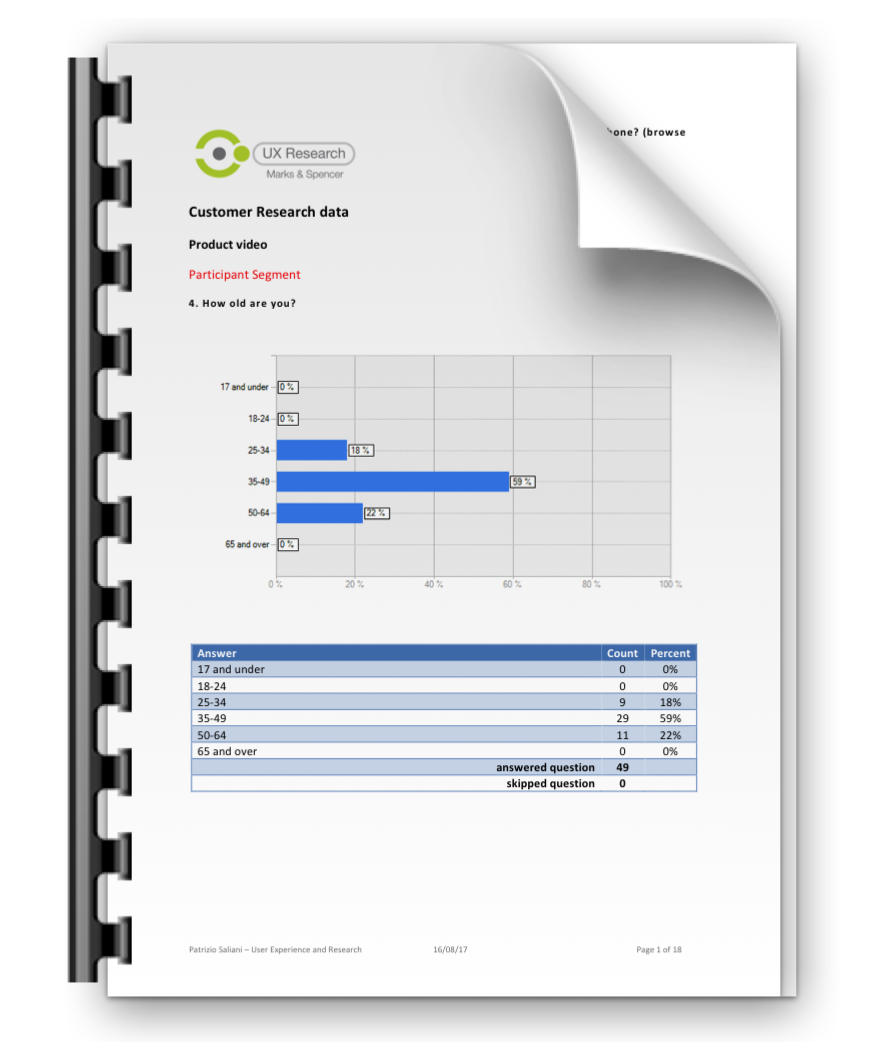 hone? (browse
UX Research
Marks & Spencer
Customer Research data
Product video
Participant Segment
4. How old are you?
17 and under 0 %
18-24 0 %
25-34 18 %
35-49 59 %
50-64 22 %
65 and over 0 %
0 % 20 % 40 % 60 % 80 % 100 %
Answer Count Percent
17 and under 0 0%
18-24 0 0%
25-34 9 18%
35-49 29 59%
50-64 11 22%
65 and over 0 0%
answered question 49
skipped question 0
Patrizio Saliani – User Experience and Research 16/08/17 Page 1 of 18